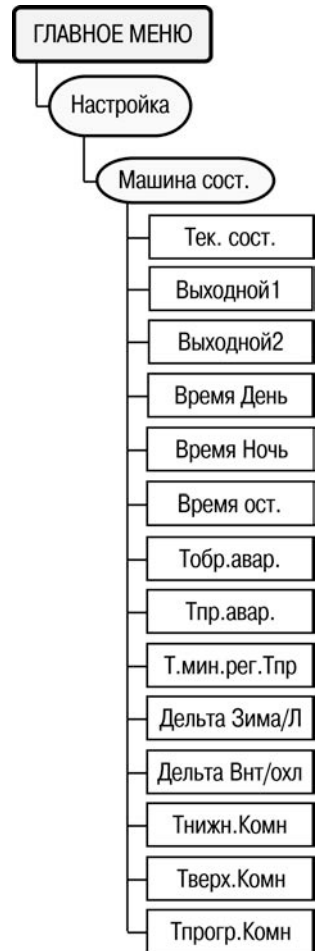 ГЛАВНОЕ МЕНЮ
Настройка
Машина сост.
Тек. сост.
Выходной1
Выходной2
Время День
Время Ночь
Время ост.
Тобр.авар.
Тпр.авар.
Т.мин.рег.Тпр
Дельта Зима/Л
Дельта Внт/охл
Тнижн.Комн
Тверх.Комн
Тпрогр.Комн